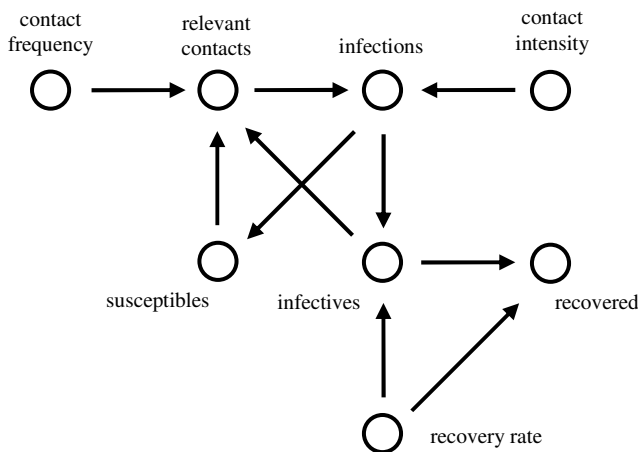 contact
frequency
relevant
contacts
infections
contact
intensity
susceptibles
infectives
recovered
recovery rate